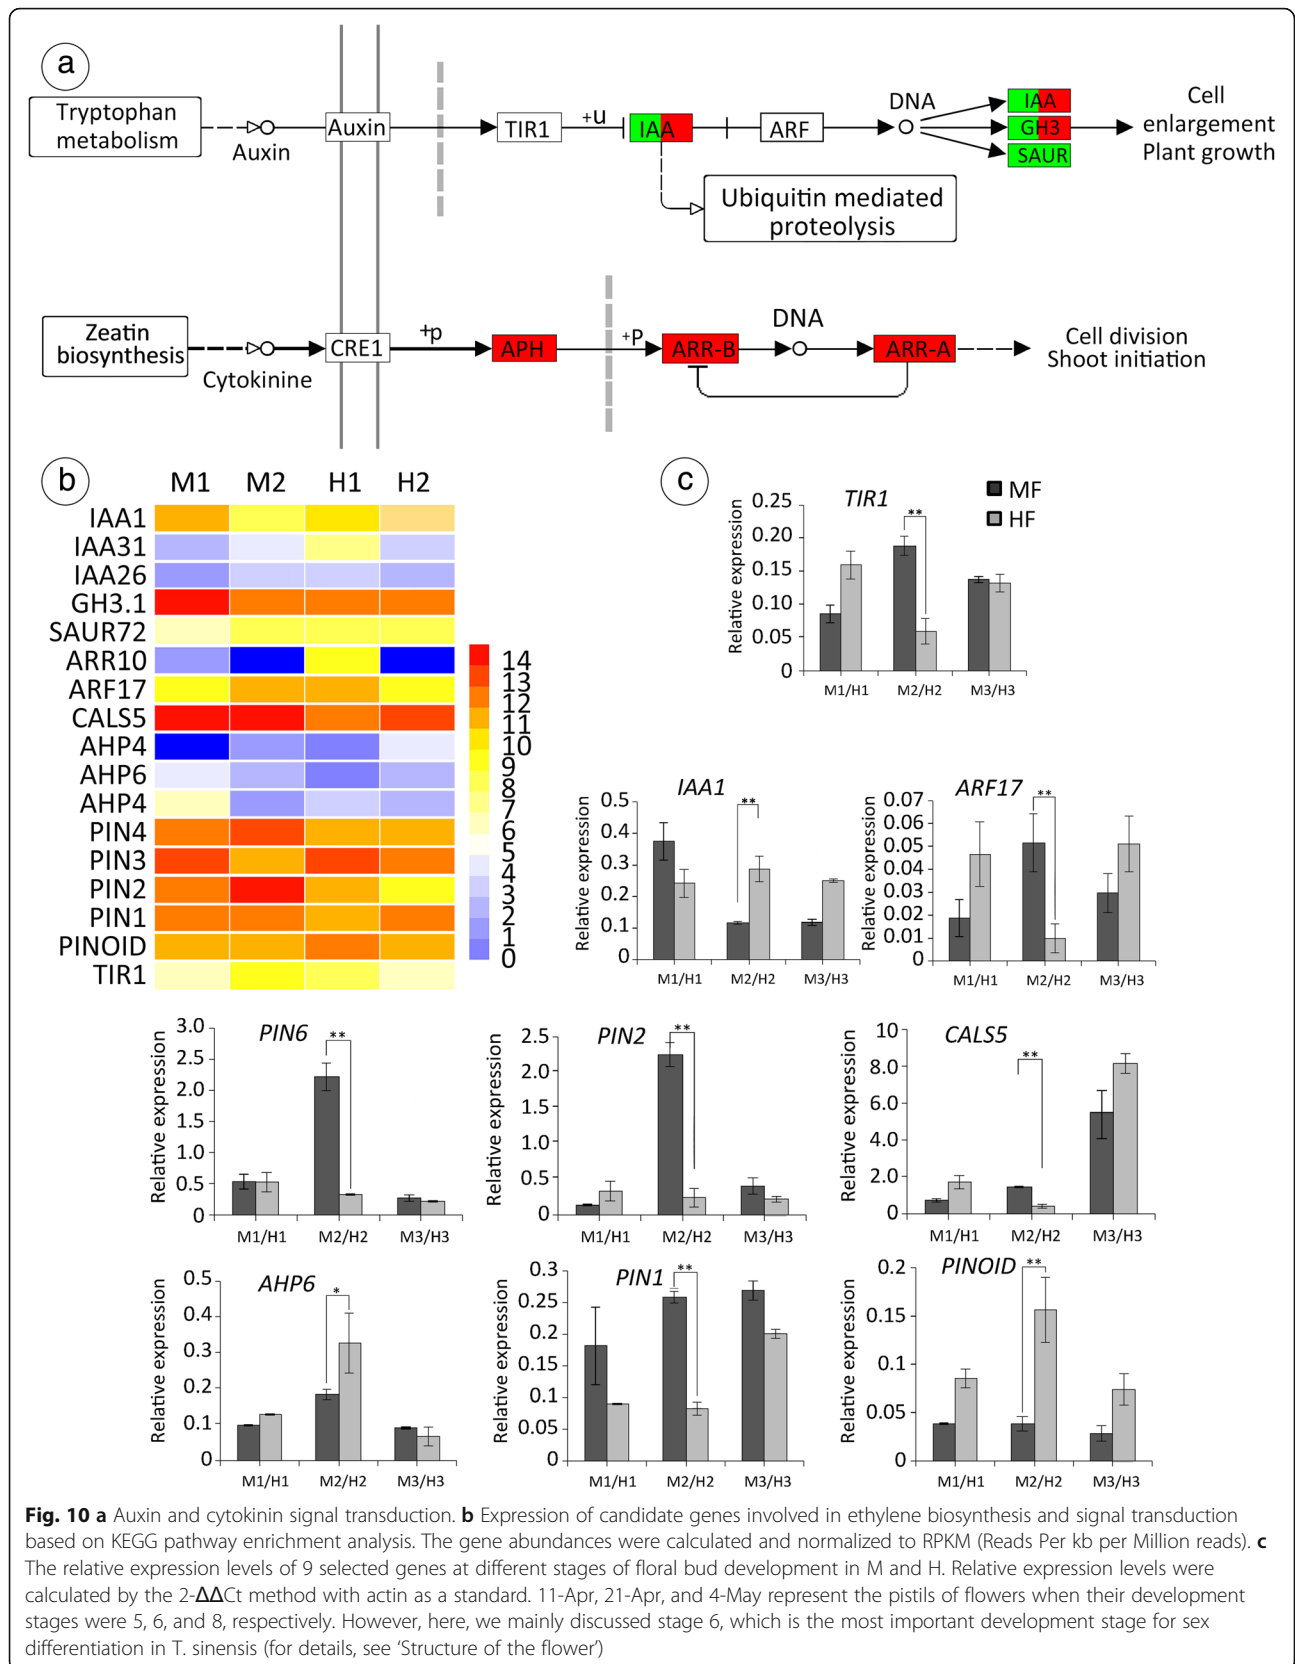 a
Tryptophan
metabolism
Auxin
Auxin
TIR1
+u
IAA
ARF
DNA
IAA
GH3
SAUR
Cell
enlargement
Plant growth
Ubiquitin mediated
proteolysis
Zeatin
biosynthesis
Cytokinine
CRE1
+p
APH
+P
ARR-B
DNA
ARR-A
Cell division
Shoot initiation
b
M1 M2 H1 H2
IAA1
IAA31
IAA26
GH3.1
SAUR72
ARR10
ARF17
CALS5
AHP4
AHP6
AHP4
PIN4
PIN3
PIN2
PIN1
PINOID
TIR1
14
13
12
11
10
9
8
7
6
5
4
3
2
1
0
c
MF
HF
TIR1
Relative expression
0.25
0.20
0.15
0.10
0.05
0
**
M1/H1 M2/H2 M3/H3
IAA1
Relative expression
0.5
0.4
0.3
0.2
0.1
0
**
M1/H1 M2/H2 M3/H3
ARF17
Relative expression
0.07
0.06
0.05
0.04
0.03
0.02
0.01
0
**
M1/H1 M2/H2 M3/H3
PIN6
Relative expression
3.0
2.5
2.0
1.5
1.0
0.5
0
**
M1/H1 M2/H2 M3/H3
PIN2
Relative expression
2.5
2.0
1.5
1.0
0.5
0
**
M1/H1 M2/H2 M3/H3
CALS5
Relative expression
10
8.0
6.0
4.0
2.0
0
**
M1/H1 M2/H2 M3/H3
AHP6
Relative expression
0.5
0.4
0.3
0.2
0.1
0
*
M1/H1 M2/H2 M3/H3
PIN1
Relative expression
0.3
0.25
0.2
0.15
0.1
0.05
0
**
M1/H1 M2/H2 M3/H3
PINOID
Relative expression
0.2
0.15
0.1
0.05
0
**
M1/H1 M2/H2 M3/H3
Fig. 10 a Auxin and cytokinin signal transduction. b Expression of candidate genes involved in ethylene biosynthesis and signal transduction
based on KEGG pathway enrichment analysis. The gene abundances were calculated and normalized to RPKM (Reads Per kb per Million reads). c
The relative expression levels of 9 selected genes at different stages of floral bud development in M and H. Relative expression levels were
calculated by the 2-ΔΔCt method with actin as a standard. 11-Apr, 21-Apr, and 4-May represent the pistils of flowers when their development
stages were 5, 6, and 8, respectively. However, here, we mainly discussed stage 6, which is the most important development stage for sex
differentiation in T. sinensis (for details, see ‘Structure of the flower’)